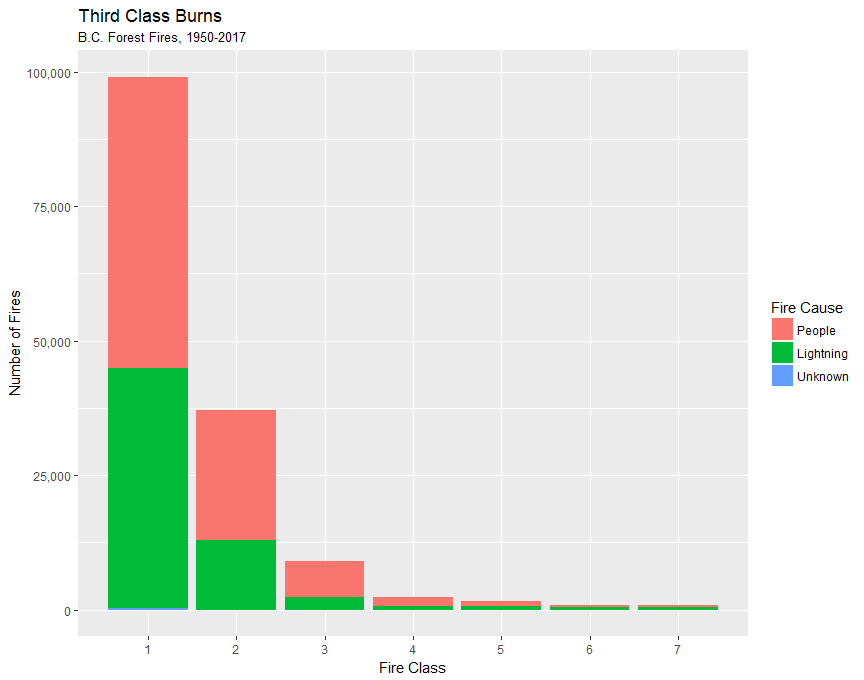 Third Class Burns
B.C. Forest Fires, 1950-2017
100,000
75,000
50,000
25,000
0
Number of Fires
1 2 3 4 5 6 7
Fire Class
Fire Cause
People
Lightning
Unknown